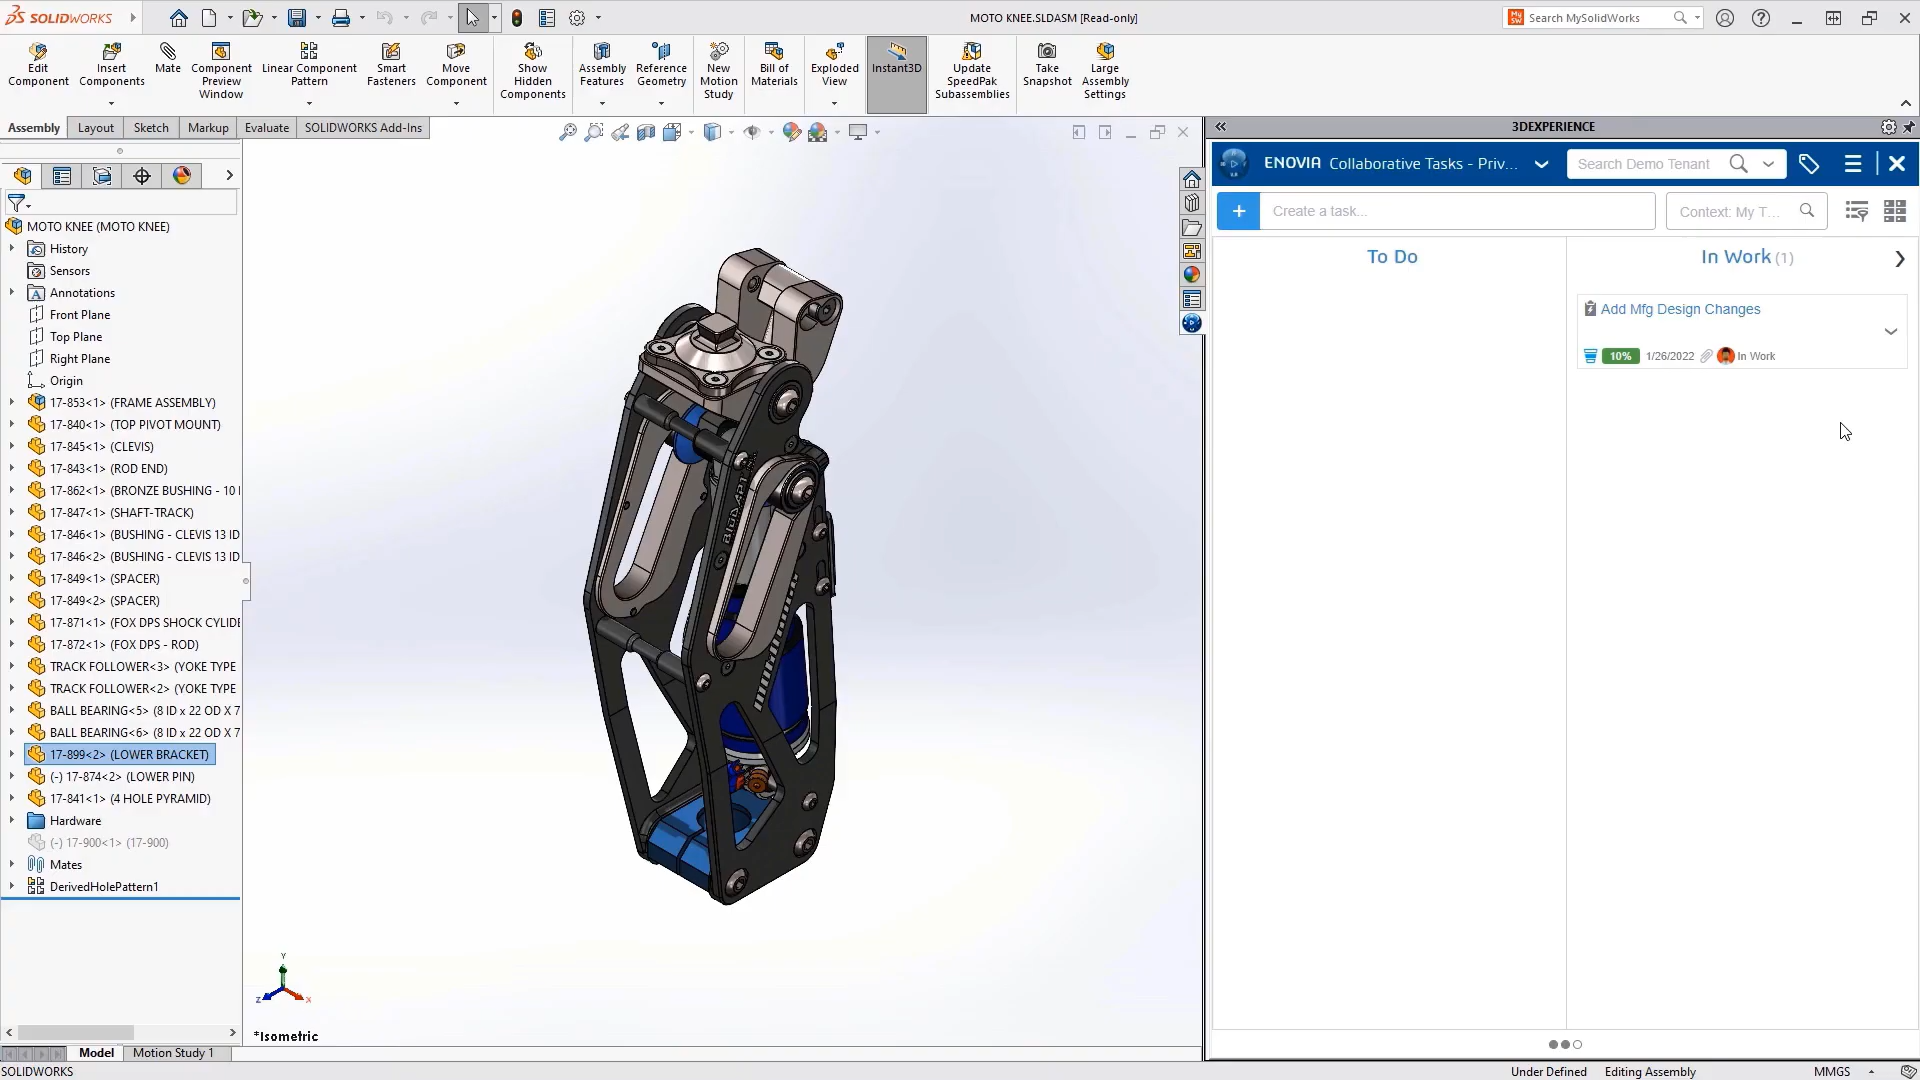 SOLIDWORKS
MOTO KNEE.SLDASM [Read-only]
Search MySolidWorks
Edit Component
Insert Components
Mate
Component Preview Window
Linear Component Pattern
Smart Fasteners
Move Component
Show Hidden Components
Assembly Features
Reference Geometry
New Motion Study
Bill of Materials
Exploded View
Instant3D
Update SpeedPak Subassemblies
Take Snapshot
Large Assembly Settings
Assembly
Layout
Sketch
Markup
Evaluate
SOLIDWORKS Add-Ins
MOTO KNEE (MOTO KNEE)
History
Sensors
Annotations
Front Plane
Top Plane
Right Plane
Origin
17-853<1> (FRAME ASSEMBLY)
17-840<1> (TOP PIVOT MOUNT)
17-845<1> (CLEVIS)
17-843<1> (ROD END)
17-862<1> (BRONZE BUSHING - 10 I
17-847<1> (SHAFT-TRACK)
17-846<1> (BUSHING - CLEVIS 13 ID
17-846<2> (BUSHING - CLEVIS 13 ID
17-849<1> (SPACER)
17-849<2> (SPACER)
17-871<1> (FOX DPS SHOCK CYLIDE
17-872<1> (FOX DPS - ROD)
TRACK FOLLOWER<3> (YOKE TYPE
TRACK FOLLOWER<2> (YOKE TYPE
BALL BEARING<5> (8 ID x 22 OD X 7
BALL BEARING<6> (8 ID x 22 OD X 7
17-899<2> (LOWER BRACKET)
(-) 17-874<2> (LOWER PIN)
17-841<1> (4 HOLE PYRAMID)
Hardware
(-) 17-900<1> (17-900)
Mates
DerivedHolePattern1
Y
Z
X
*Isometric
Model
Motion Study 1
SOLIDWORKS
Under Defined
Editing Assembly
MMGS
3DEXPERIENCE
ENOVIA Collaborative Tasks - Priv...
Search Demo Tenant
Create a task...
Context: My T...
To Do
In Work (1)
Add Mfg Design Changes
10%
1/26/2022
In Work